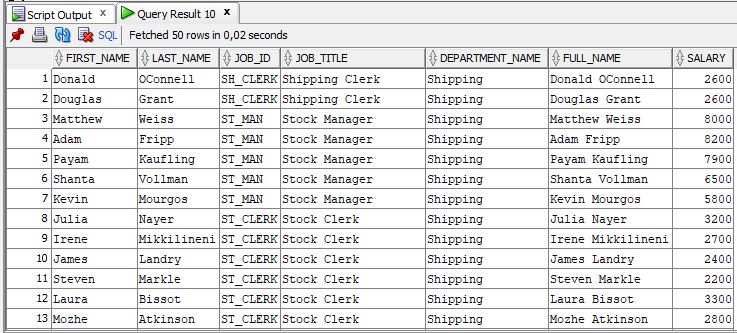 Script Output x Query Result 10 x
SQL Fetched 50 rows in 0,02 seconds
FIRST_NAME LAST_NAME JOB_ID JOB_TITLE DEPARTMENT_NAME FULL_NAME SALARY
1 Donald OConnell SH_CLERK Shipping Clerk Shipping Donald OConnell 2600
2 Douglas Grant SH_CLERK Shipping Clerk Shipping Douglas Grant 2600
3 Matthew Weiss ST_MAN Stock Manager Shipping Matthew Weiss 8000
4 Adam Fripp ST_MAN Stock Manager Shipping Adam Fripp 8200
5 Payam Kaufling ST_MAN Stock Manager Shipping Payam Kaufling 7900
6 Shanta Vollman ST_MAN Stock Manager Shipping Shanta Vollman 6500
7 Kevin Mourgos ST_MAN Stock Manager Shipping Kevin Mourgos 5800
8 Julia Nayer ST_CLERK Stock Clerk Shipping Julia Nayer 3200
9 Irene Mikkilineni ST_CLERK Stock Clerk Shipping Irene Mikkilineni 2700
10 James Landry ST_CLERK Stock Clerk Shipping James Landry 2400
11 Steven Markle ST_CLERK Stock Clerk Shipping Steven Markle 2200
12 Laura Bissot ST_CLERK Stock Clerk Shipping Laura Bissot 3300
13 Mozhe Atkinson ST_CLERK Stock Clerk Shipping Mozhe Atkinson 2800